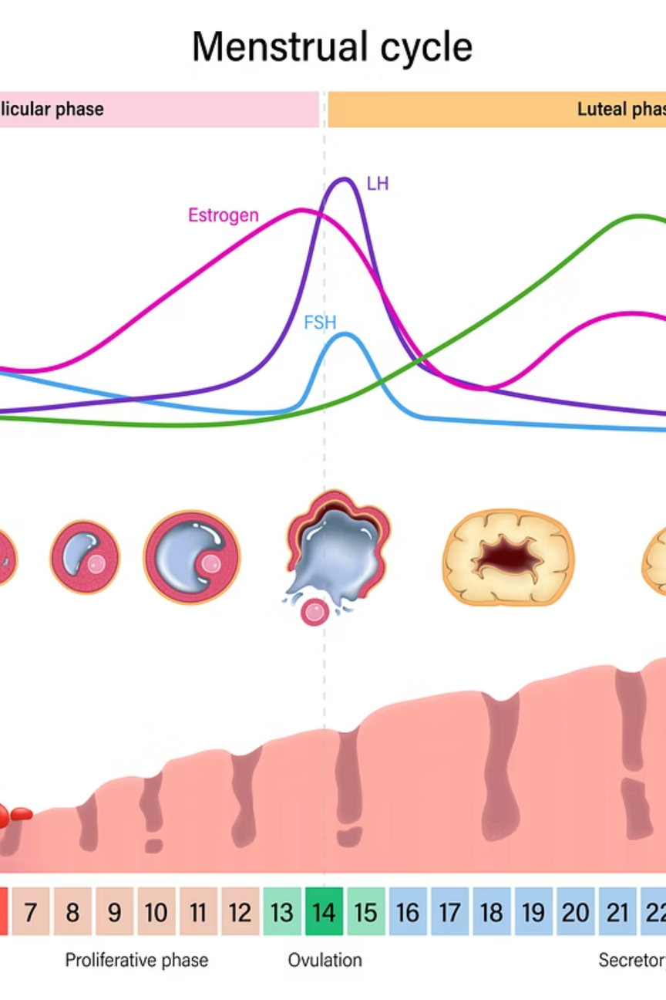 Menstrual cycle
licular phase
Luteal phas
LH
Estrogen
FSH
7 8 9 10 11 12 13 14 15 16 17 18 19 20 21 22
Proliferative phase Ovulation Secretor